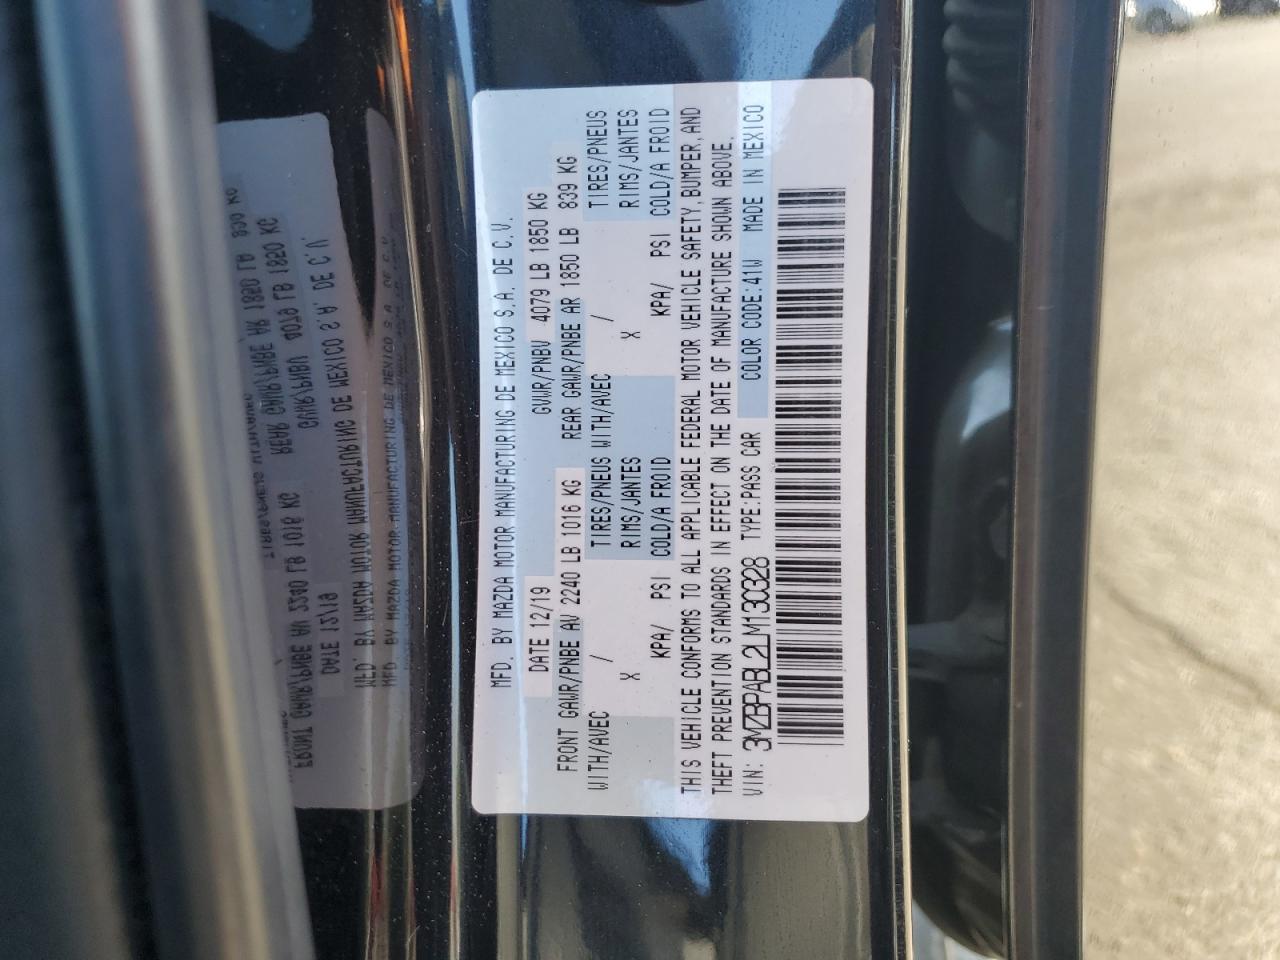 MFD. BY MAZDA MOTOR MANUFACTURING DE MEXICO S.A. DE C.V.
DATE 12/19 GVWR/PNBV 4079 LB 1850 KG
FRONT GAWR/PNBE AV 2240 LB 1016 KG REAR GAWR/PNBE AR 1850 LB 839 KG
WITH/AVEC / TIRES/PNEUS WITH/AVEC / TIRES/PNEUS
X RIMS/JANTES X RIMS/JANTES
KPA/ PSI COLD/A FROID KPA/ PSI COLD/A FROID
THIS VEHICLE CONFORMS TO ALL APPLICABLE FEDERAL MOTOR VEHICLE SAFETY, BUMPER, AND
THEFT PREVENTION STANDARDS IN EFFECT ON THE DATE OF MANUFACTURE SHOWN ABOVE.
VIN: 3MZBPABL2LM130328 TYPE:PASS CAR COLOR CODE:41W MADE IN MEXICO